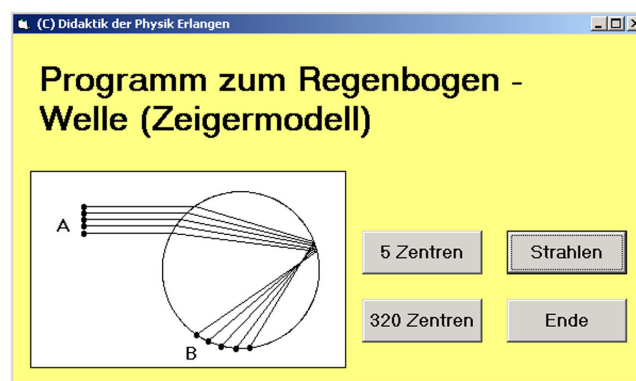 (C) Didaktik der Physik Erlangen
Programm zum Regenbogen -
Welle (Zeigermodell)
A
B
5 Zentren
Strahlen
320 Zentren
Ende